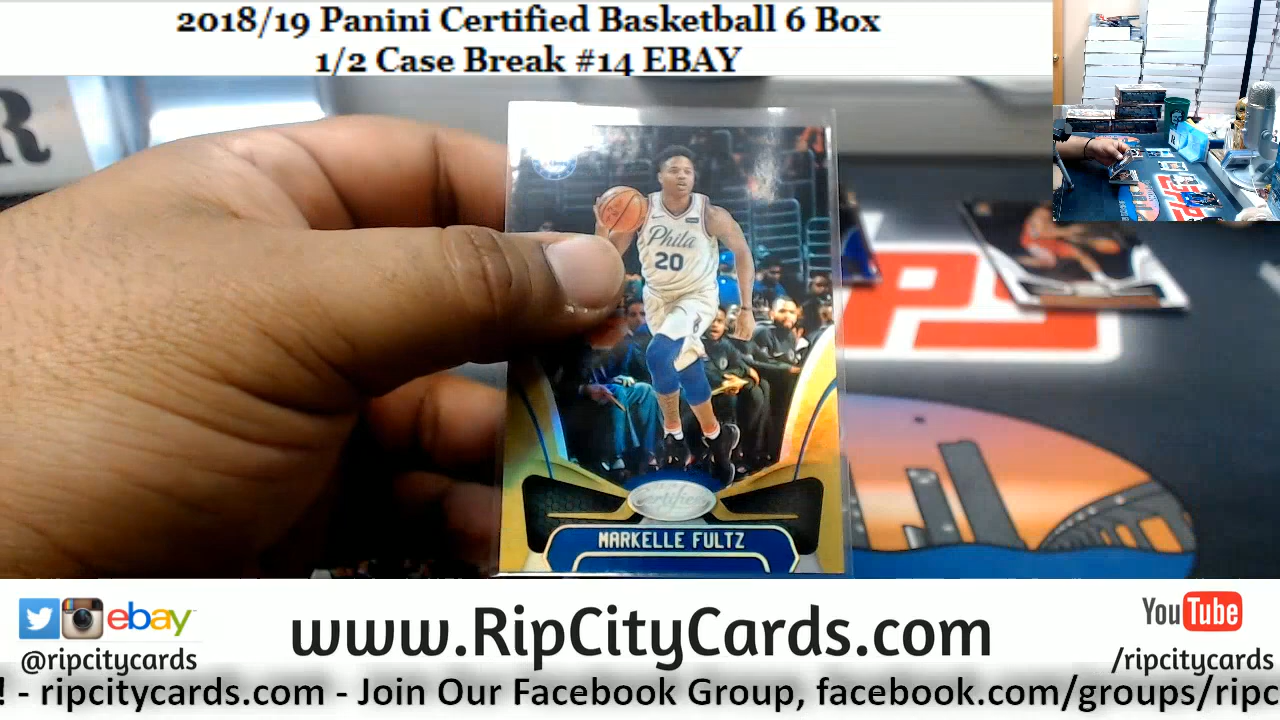 2018/19 Panini Certified Basketball 6 Box
1/2 Case Break #14 EBAY
R
Phila
20
PS
Certified
MARKELLE FULTZ
ebay
@ripcitycards
www.RipCityCards.com
YouTube
/ripcitycards
! - ripcitycards.com - Join Our Facebook Group, facebook.com/groups/ripc